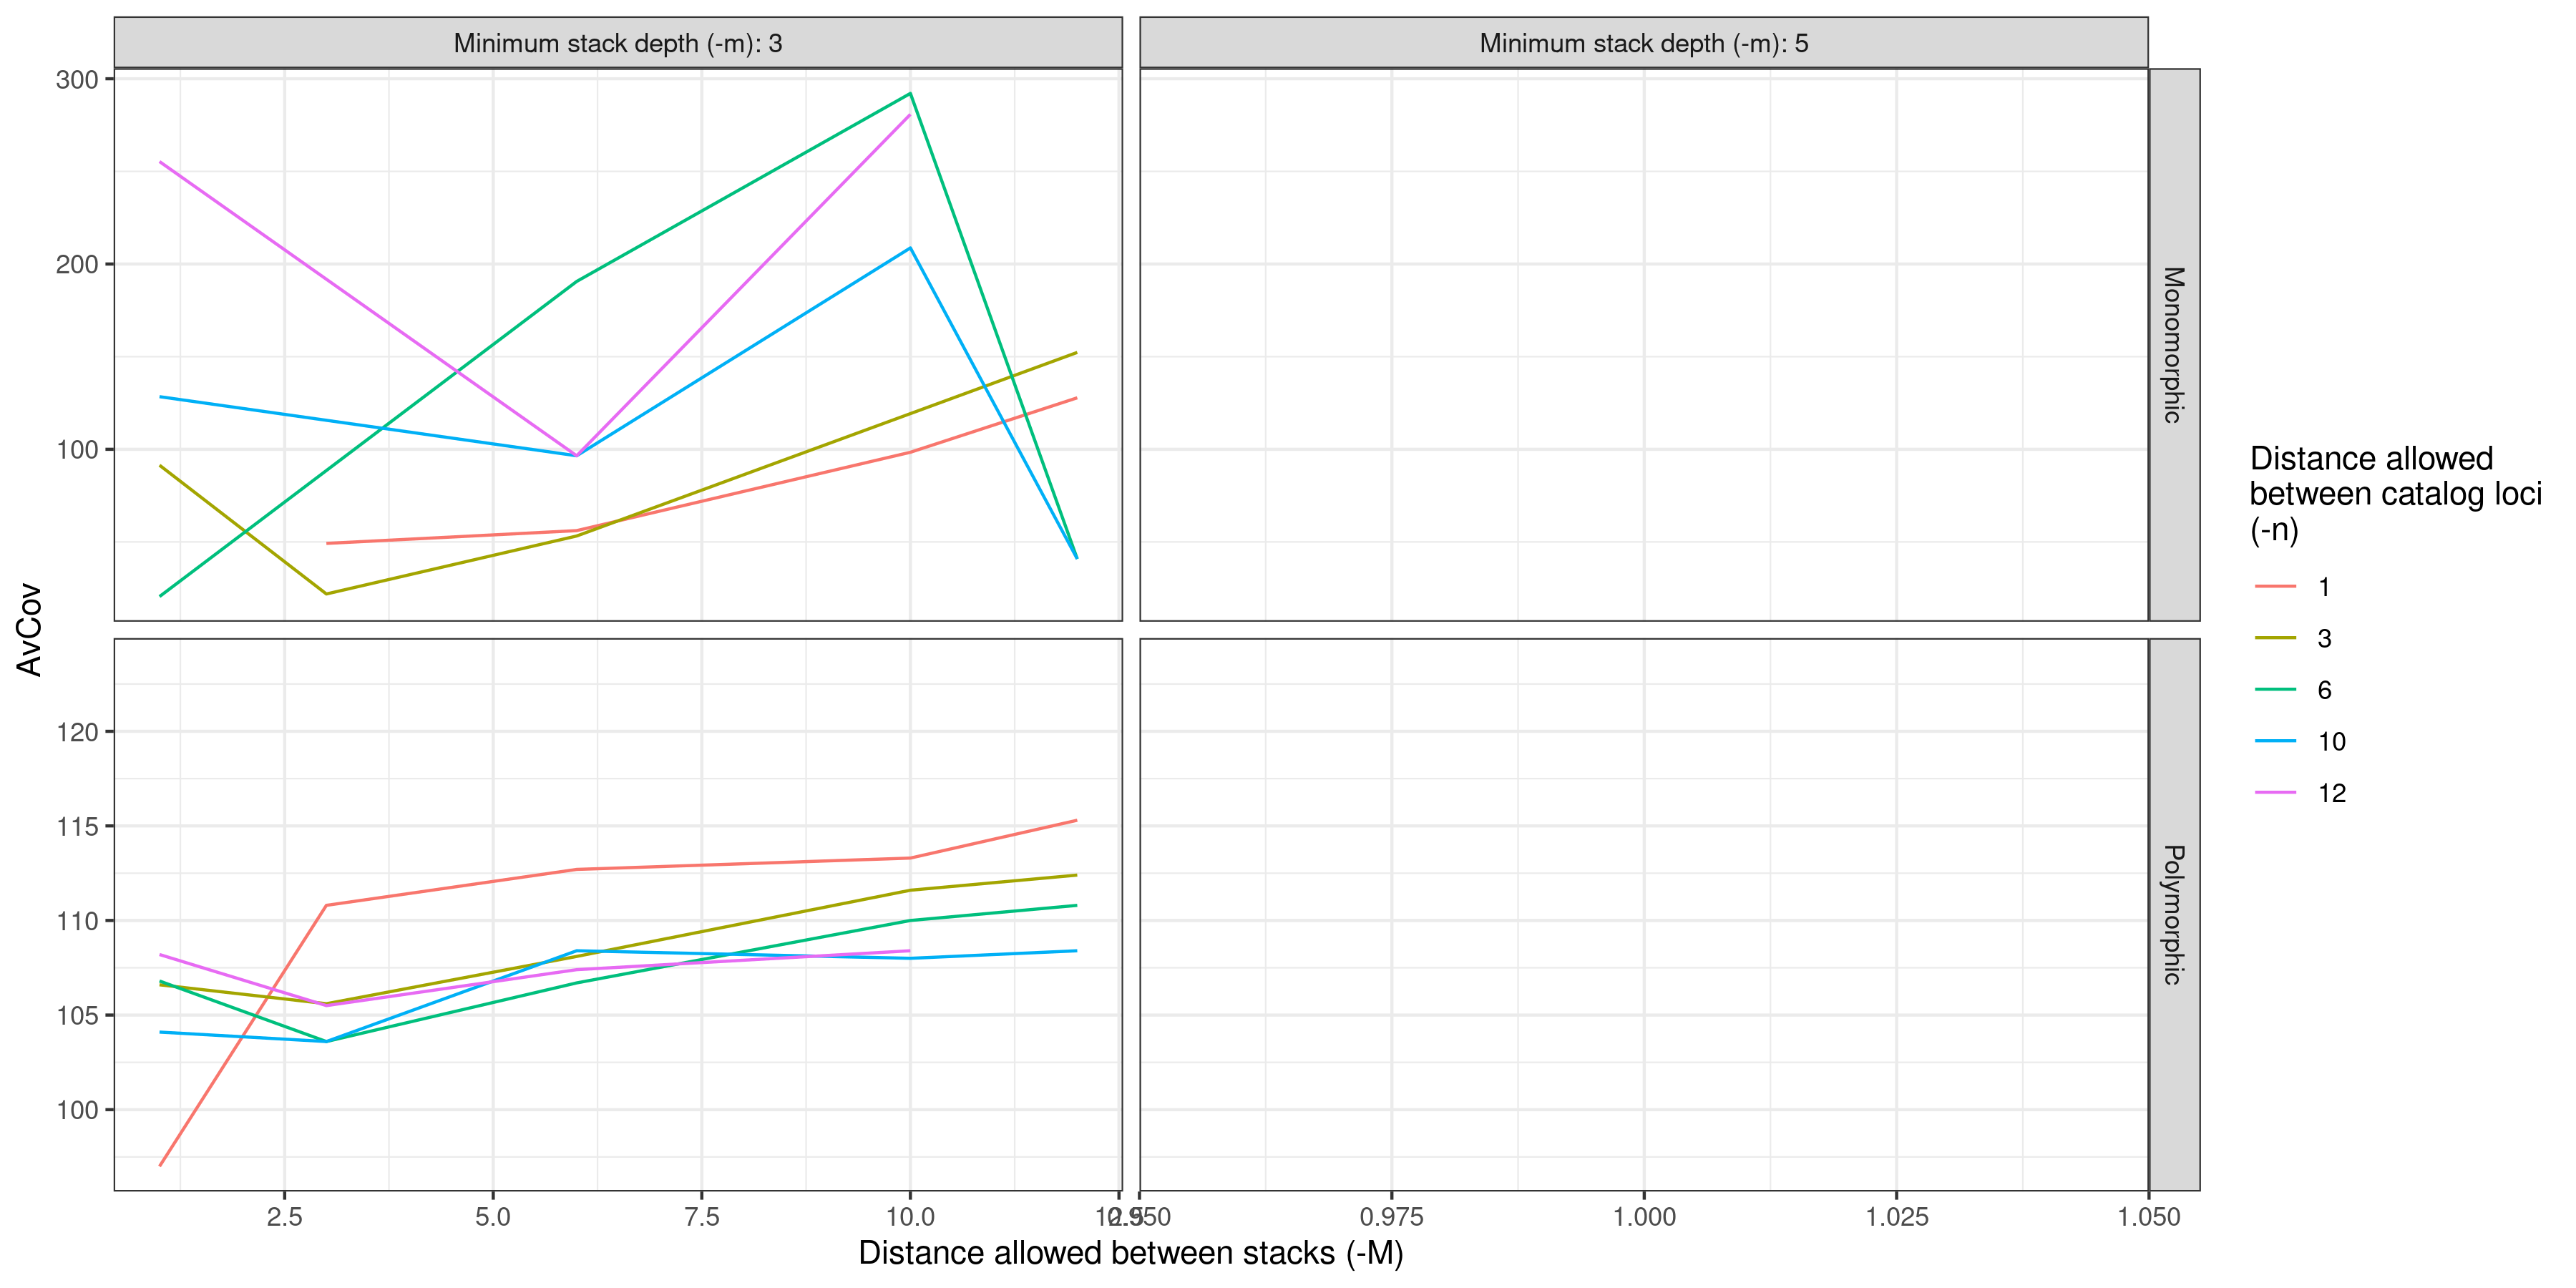 Minimum stack depth (-m): 3
Minimum stack depth (-m): 5
300
200
100
Monomorphic
AvCov
120
115
110
105
100
Polymorphic
2.5
5.0
7.5
10.0
12.5
0.950
0.975
1.000
1.025
1.050
Distance allowed between stacks (-M)
Distance allowed
between catalog loci
(-n)
1
3
6
10
12